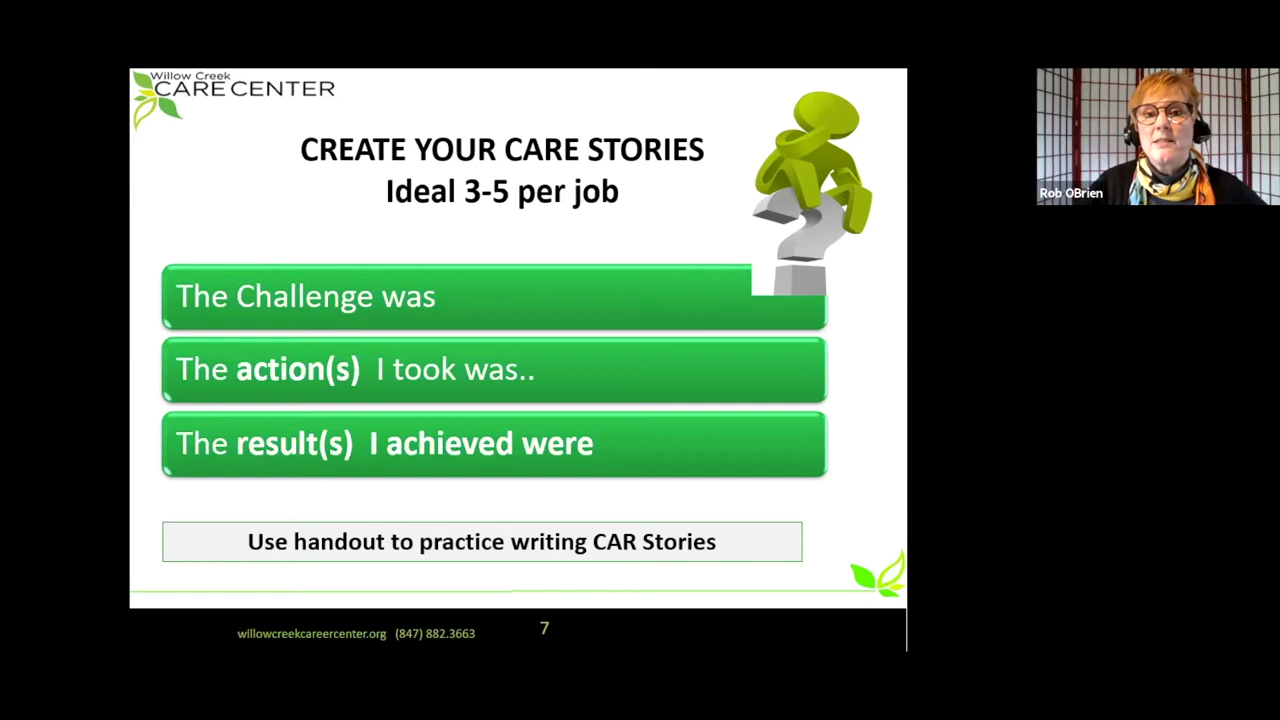 Willow Creek
CARE CENTER
CREATE YOUR CARE STORIES
Ideal 3-5 per job
The Challenge was
The action(s) I took was..
The result(s) I achieved were
Use handout to practice writing CAR Stories
willowcreekcareercenter.org (847) 882.3663
7
Rob OBrien